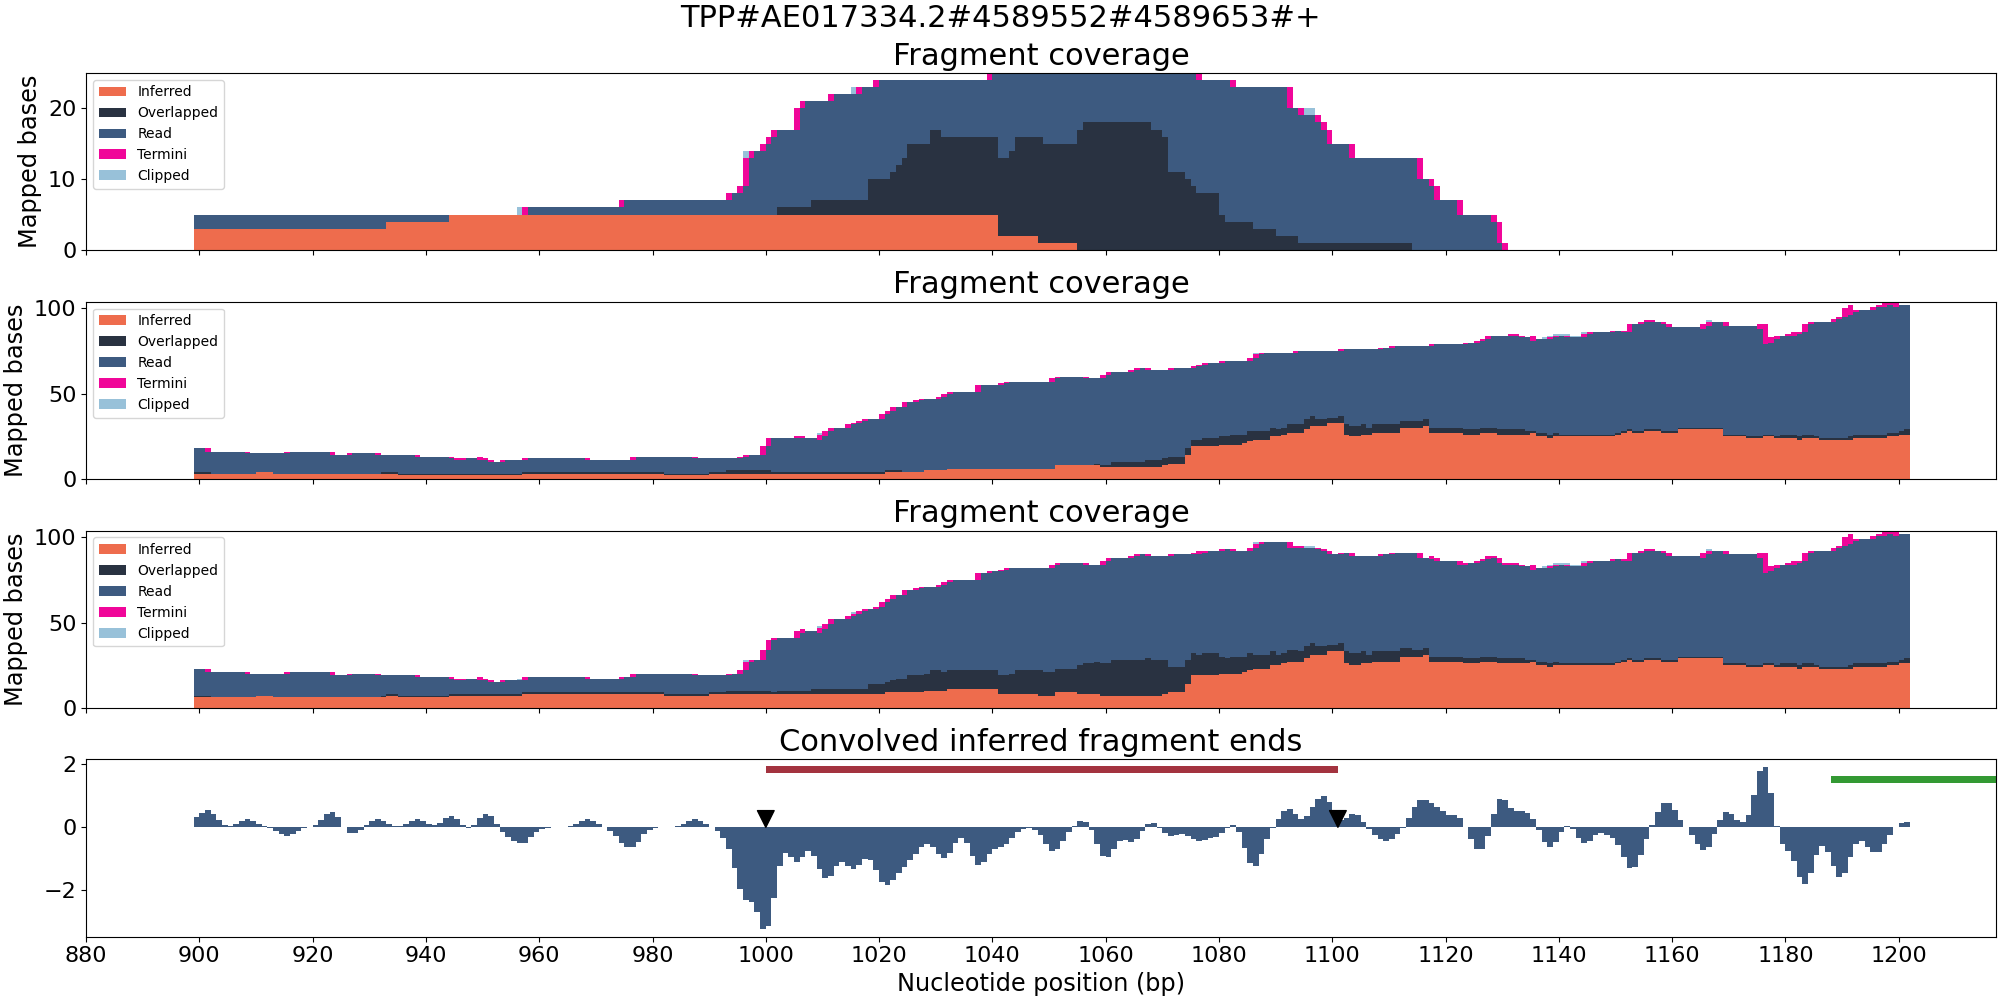 TPP#AE017334.2#4589552#4589653#+
Fragment coverage
Mapped bases
20
10
0
Inferred
Overlapped
Read
Termini
Clipped
Fragment coverage
Mapped bases
100
50
0
Inferred
Overlapped
Read
Termini
Clipped
Fragment coverage
Mapped bases
100
50
0
Inferred
Overlapped
Read
Termini
Clipped
Convolved inferred fragment ends
2
0
−2
880 900 920 940 960 980 1000 1020 1040 1060 1080 1100 1120 1140 1160 1180 1200
Nucleotide position (bp)